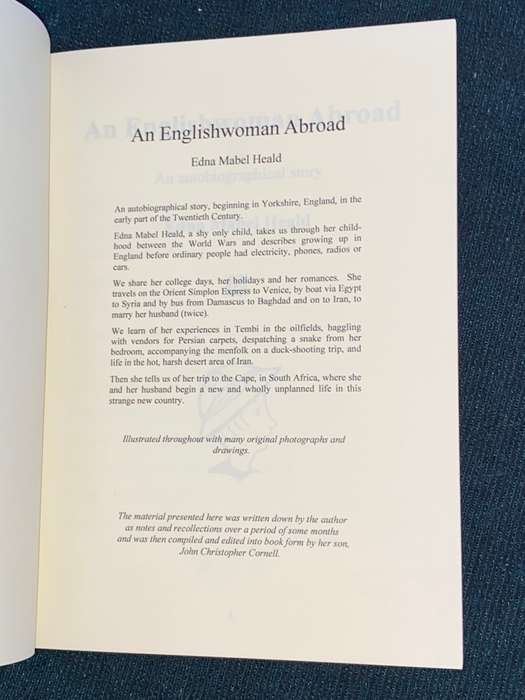 An Englishwoman Abroad
Edna Mabel Heald
An autobiographical story, beginning in Yorkshire, England, in the
early part of the Twentieth Century.
Edna Mabel Heald, a shy only child, takes us through her child-
hood between the World Wars and describes growing up in
England before ordinary people had electricity, phones, radios or
cars.
We share her college days, her holidays and her romances. She
travels on the Orient Simplon Express to Venice, by boat via Egypt
to Syria and by bus from Damascus to Baghdad and on to Iran, to
marry her husband (twice).
We learn of her experiences in Tembi in the oilfields, haggling
with vendors for Persian carpets, despatching a snake from her
bedroom, accompanying the menfolk on a duck-shooting trip, and
life in the hot, harsh desert area of Iran.
Then she tells us of her trip to the Cape, in South Africa, where she
and her husband begin a new and wholly unplanned life in this
strange new country.
Illustrated throughout with many original photographs and
drawings.
The material presented here was written down by the author
as notes and recollections over a period of some months
and was then compiled and edited into book form by her son,
John Christopher Cornell.